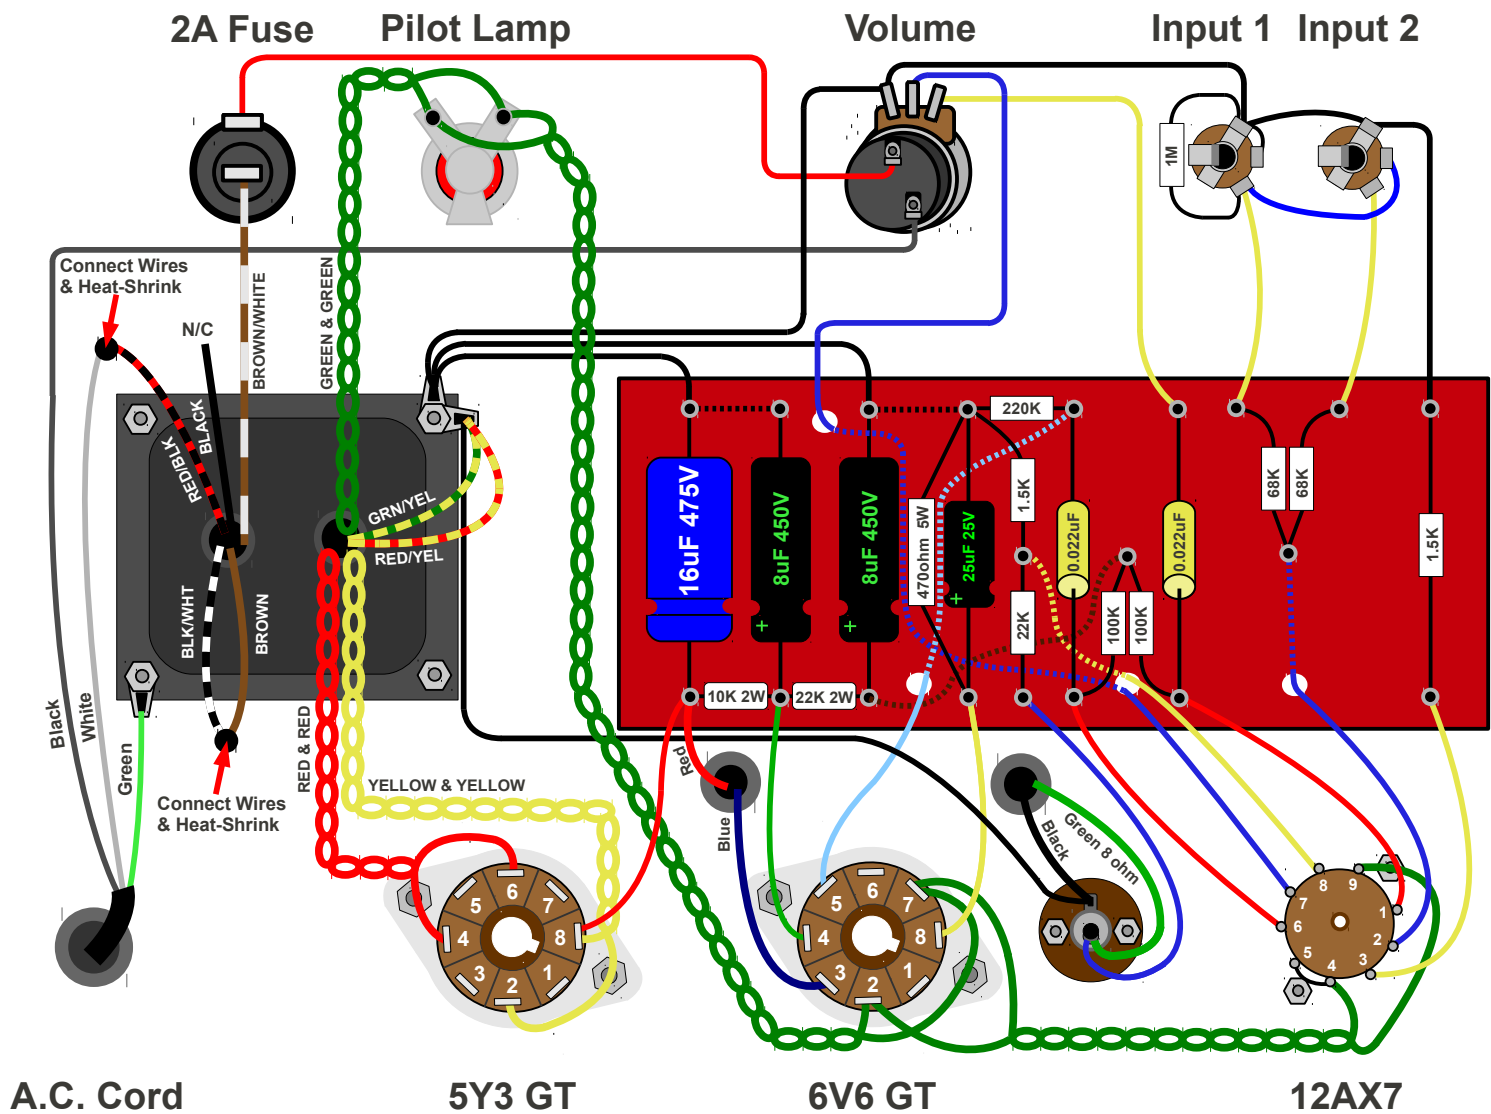 2A Fuse
Pilot Lamp
Volume
Input 1
Input 2
1M
Connect Wires
& Heat-Shrink
N/C
BROWN/WHITE
GREEN & GREEN
BLACK
RED/BLK
GRN/YEL
RED/YEL
BLK/WHT
BROWN
16uF 475V
8uF 450V
+
8uF 450V
+
470ohm 5W
25uF 25V
+
220K
1.5K
22K
0.022uF
100K
100K
0.022uF
68K
68K
1.5K
10K 2W
22K 2W
Black
White
Green
Connect Wires
& Heat-Shrink
RED & RED
YELLOW & YELLOW
Red
Blue
Black
Green 8 ohm
1
2
3
4
5
6
7
8
1
2
3
4
5
6
7
8
1
2
3
4
5
6
7
8
9
A.C. Cord
5Y3 GT
6V6 GT
12AX7